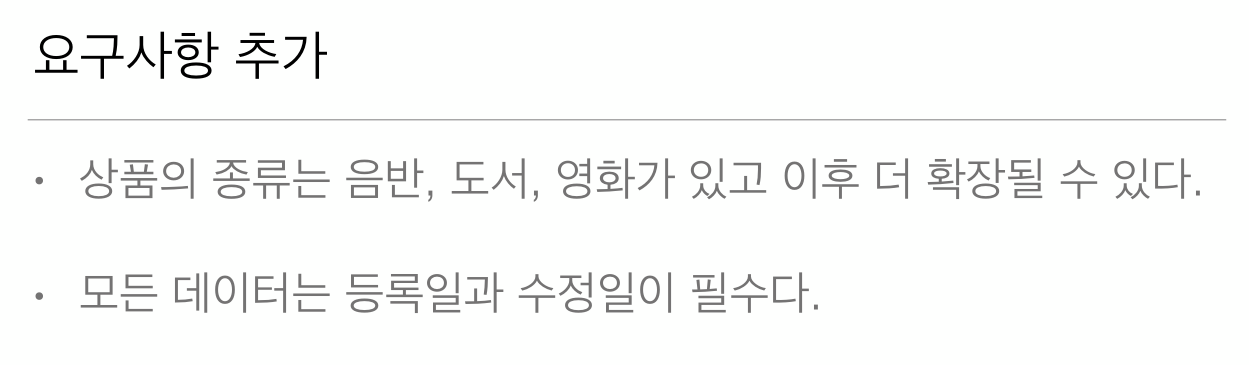 요구사항 추가
• 상품의 종류는 음반, 도서, 영화가 있고 이후 더 확장될 수 있다.
• 모든 데이터는 등록일과 수정일이 필수다.